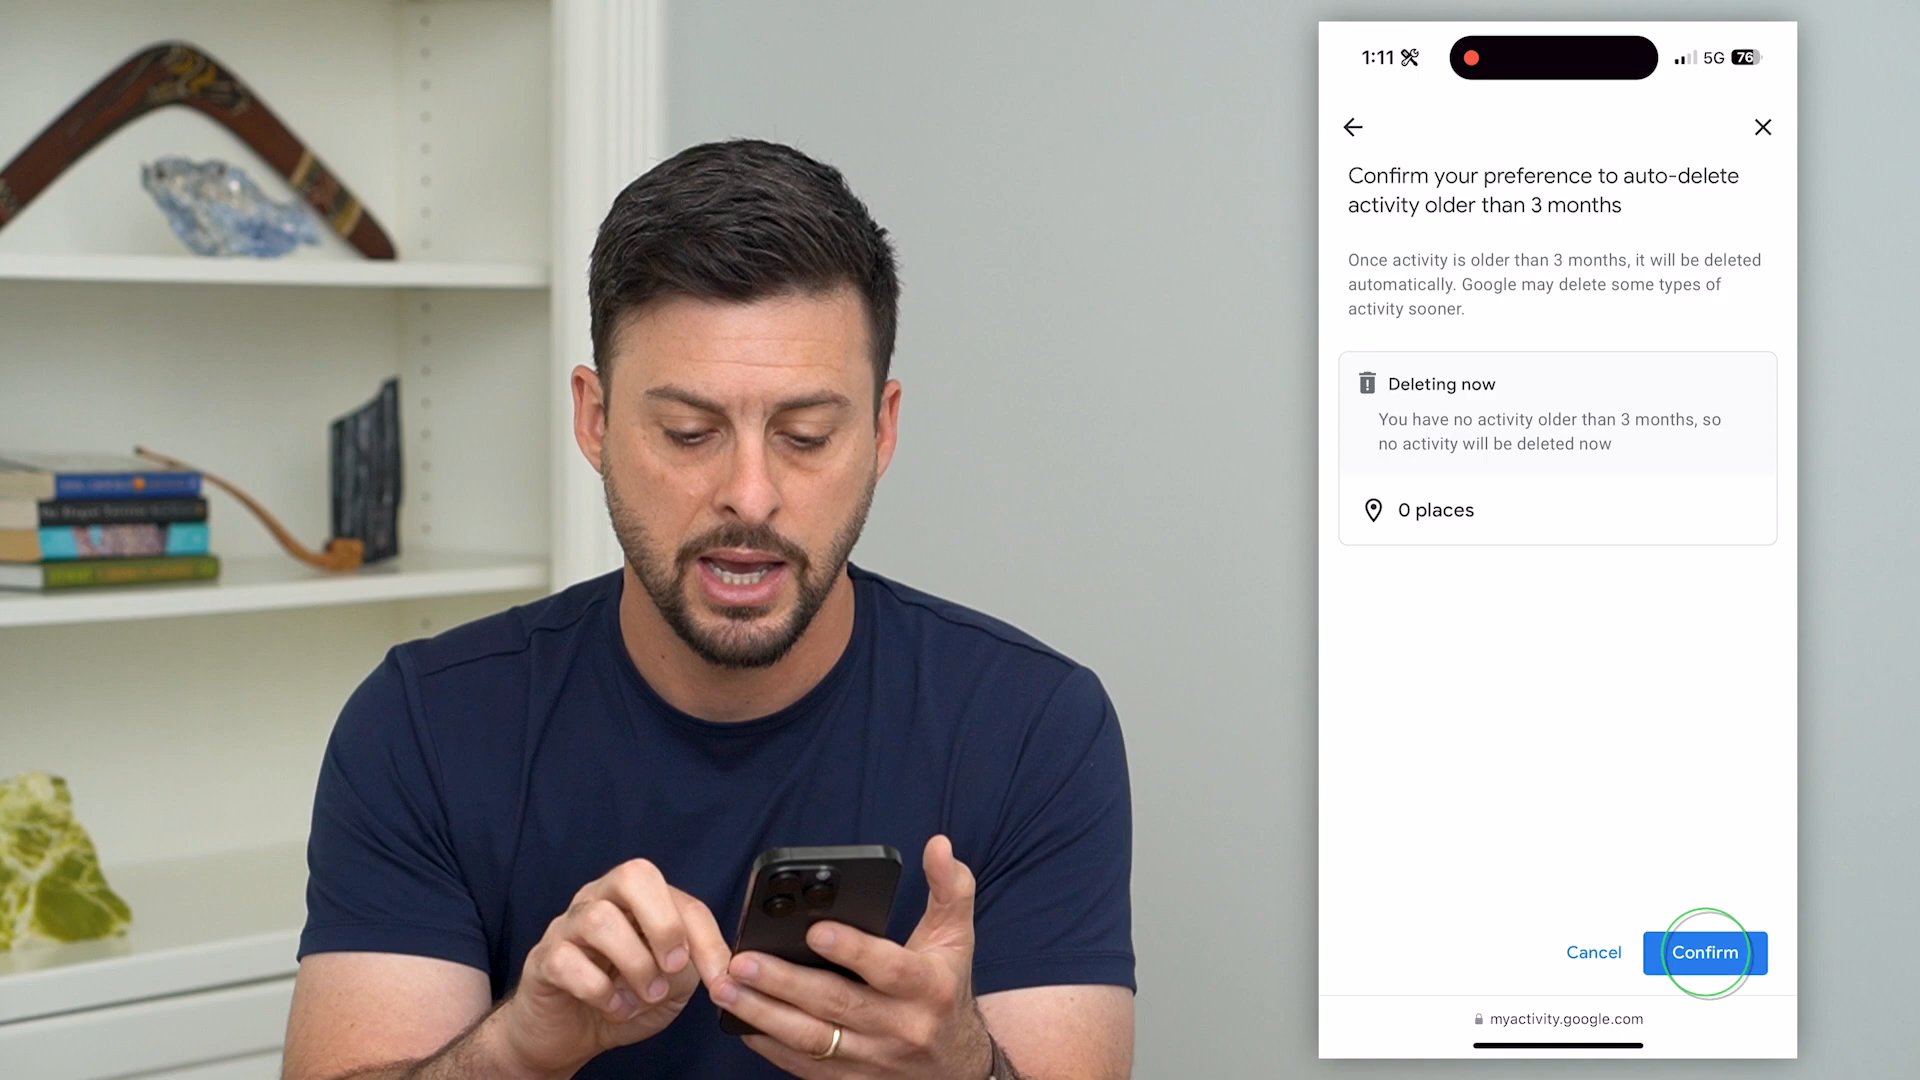 1:11
5G
76
Confirm your preference to auto-delete
activity older than 3 months
Once activity is older than 3 months, it will be deleted
automatically. Google may delete some types of
activity sooner.
Deleting now
You have no activity older than 3 months, so
no activity will be deleted now
0 places
Cancel
Confirm
myactivity.google.com